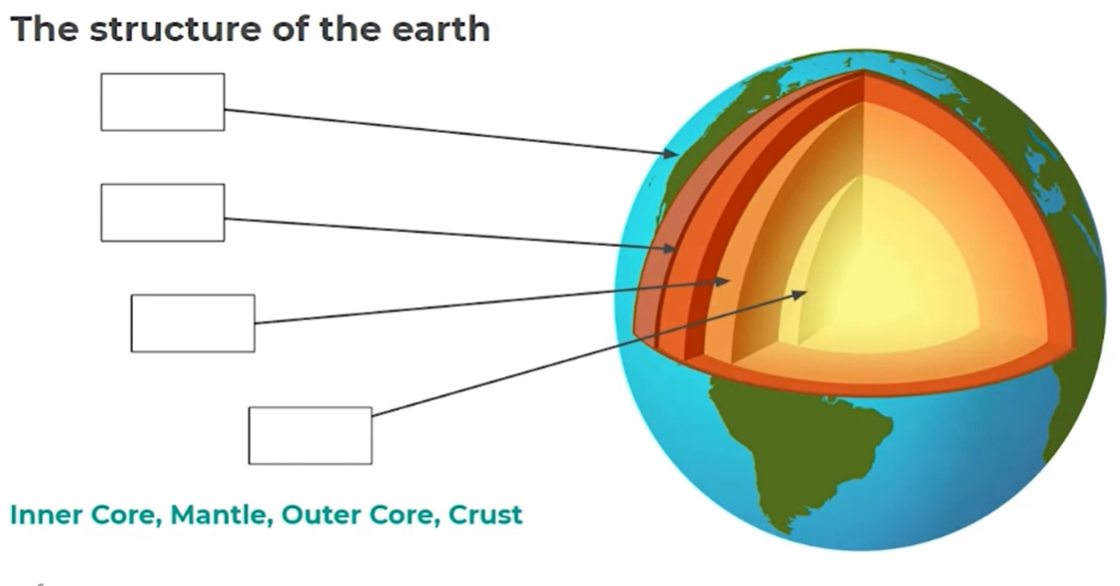 The structure of the earth
Inner Core, Mantle, Outer Core, Crust